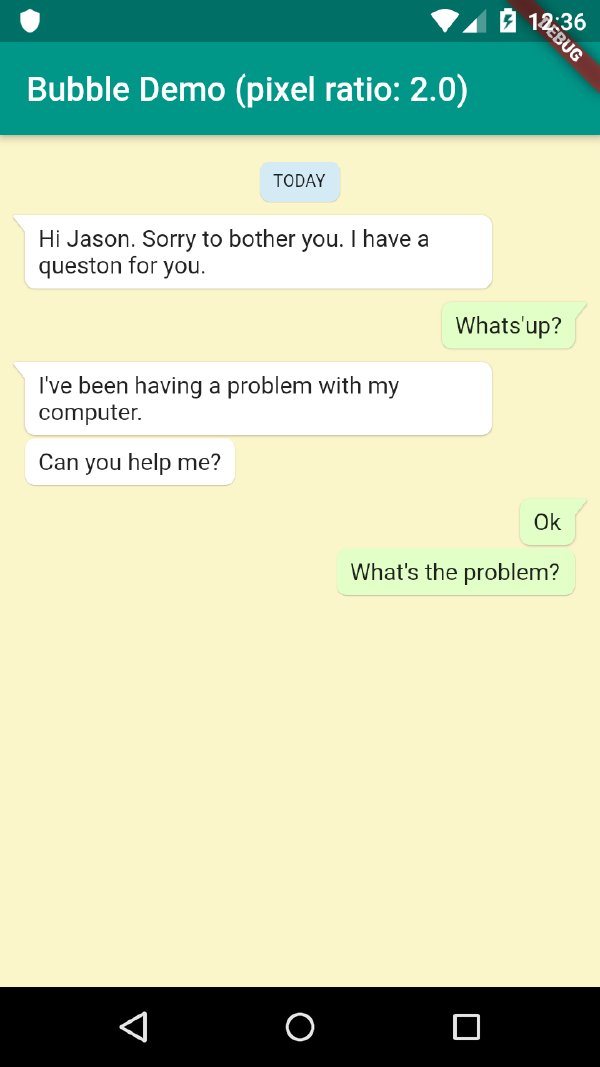 12:36
DEBUG
Bubble Demo (pixel ratio: 2.0)
TODAY
Hi Jason. Sorry to bother you. I have a
queston for you.
Whats'up?
I've been having a problem with my
computer.
Can you help me?
Ok
What's the problem?